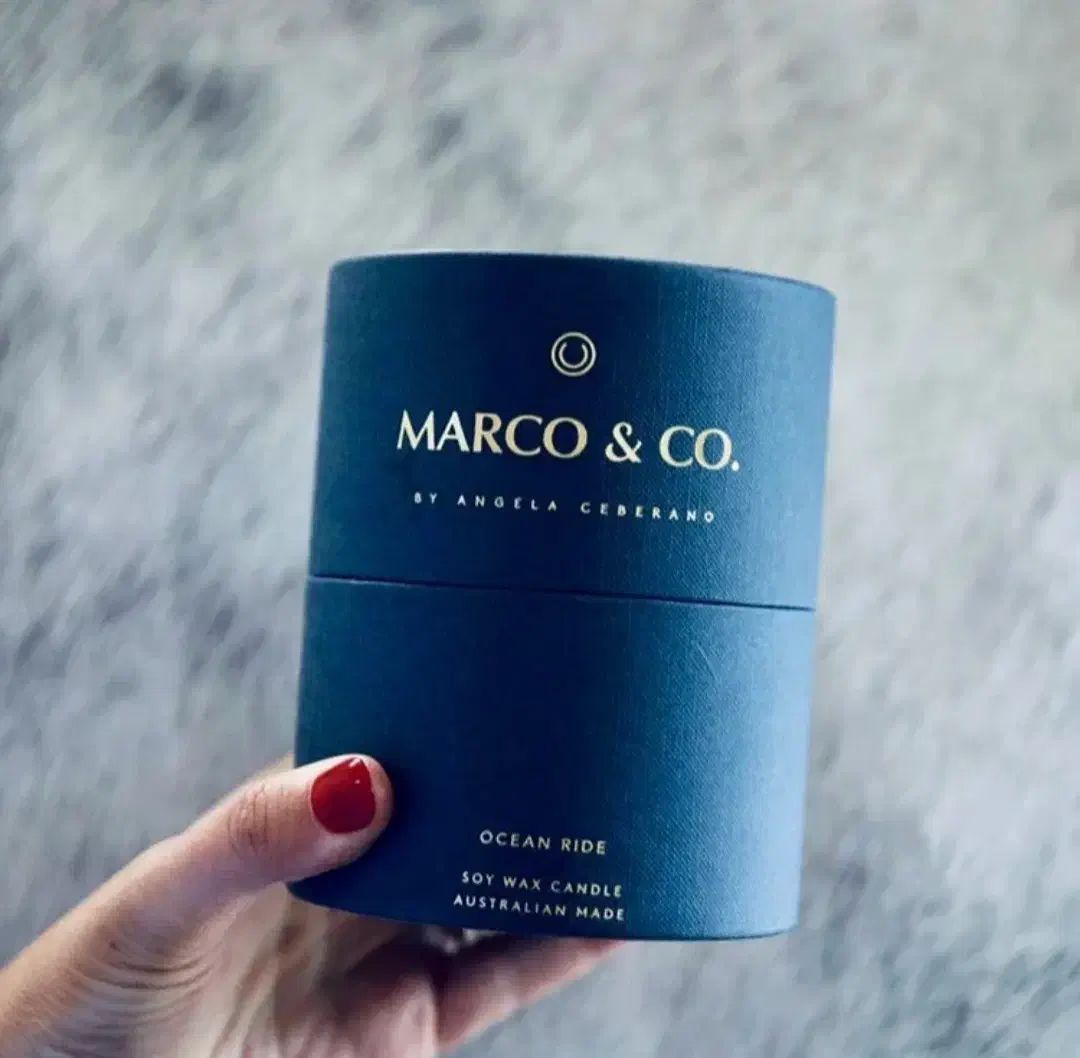 MARCO & CO.
BY ANGELA CEBERANO
OCEAN RIDE
SOY WAX CANDLE
AUSTRALIAN MADE